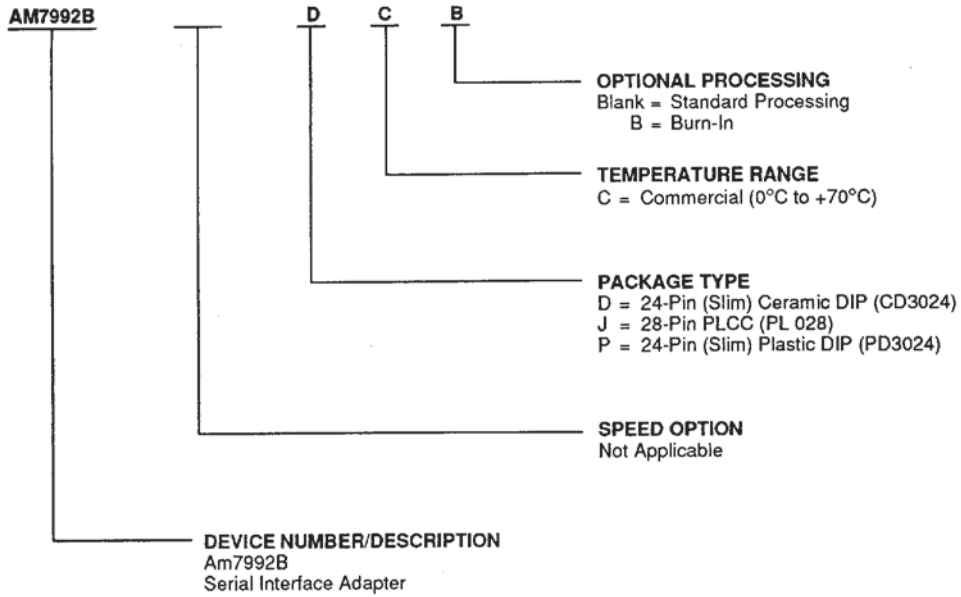 AM7992B D C B
OPTIONAL PROCESSING
Blank = Standard Processing
B = Burn-In
TEMPERATURE RANGE
C = Commercial (0°C to +70°C)
PACKAGE TYPE
D = 24-Pin (Slim) Ceramic DIP (CD3024)
J = 28-Pin PLCC (PL 028)
P = 24-Pin (Slim) Plastic DIP (PD3024)
SPEED OPTION
Not Applicable
DEVICE NUMBER/DESCRIPTION
Am7992B
Serial Interface Adapter